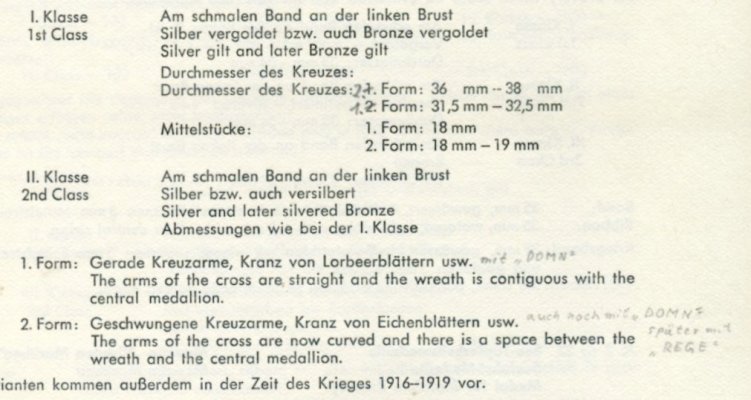 I. Klasse Am schmalen Band an der linken Brust
1st Class Silber vergoldet bzw. auch Bronze vergoldet
Silver gilt and later Bronze gilt
Durchmesser des Kreuzes:
Durchmesser des Kreuzes: 2. 1. Form: 36 mm -- 38 mm
1. 2. Form: 31,5 mm – 32,5 mm
Mittelstücke: 1. Form: 18 mm
2. Form: 18 mm – 19 mm
II. Klasse Am schmalen Band an der linken Brust
2nd Class Silber bzw. auch versilbert
Silver and later silvered Bronze
Abmessungen wie bei der I. Klasse
1. Form: Gerade Kreuzarme, Kranz von Lorbeerblättern usw. mit „DOMN“
The arms of the cross are straight and the wreath is contiguous with the
central medallion.
2. Form: Geschwungene Kreuzarme, Kranz von Eichenblättern usw. auch noch mit „DOMN“
The arms of the cross are now curved and there is a space between the später mit
wreath and the central medallion. „REGE“
ianten kommen außerdem in der Zeit des Krieges 1916–1919 vor.